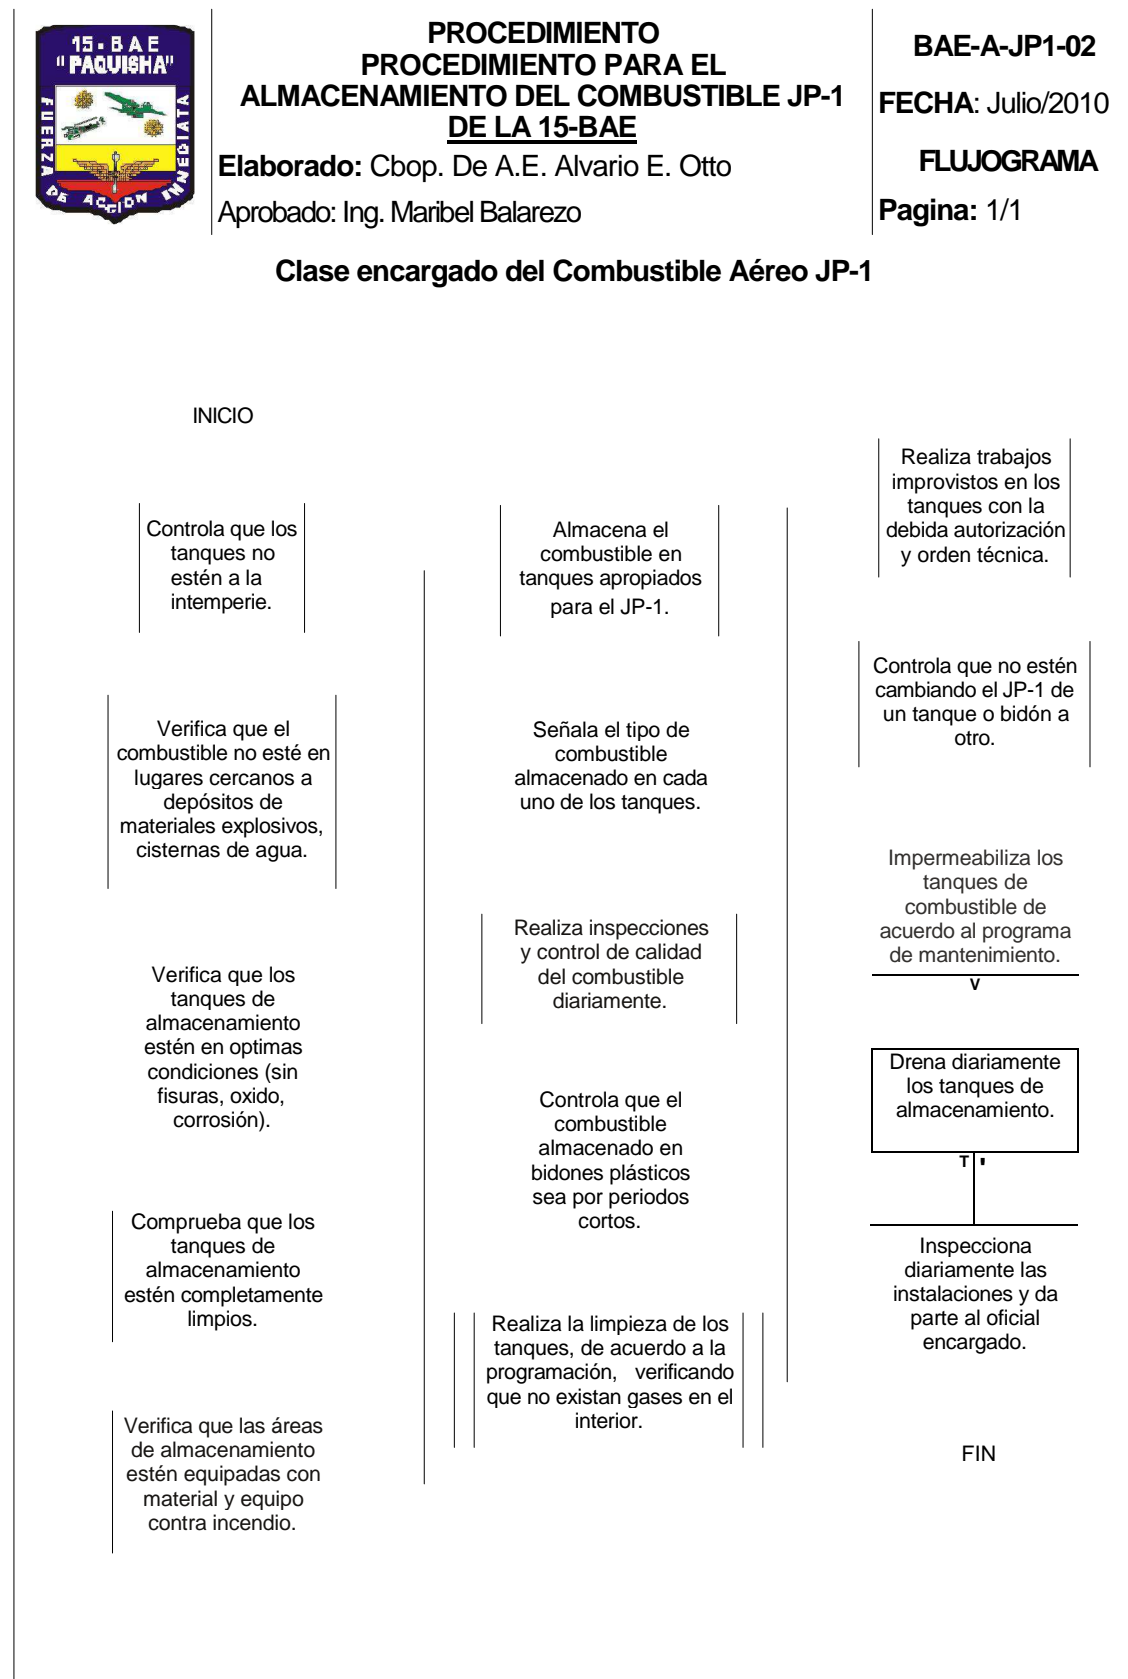 15 - B A E
" PAQUISHA"
FUERZA DE ACCION INMEDIATA
PROCEDIMIENTO
PROCEDIMIENTO PARA EL
ALMACENAMIENTO DEL COMBUSTIBLE JP-1
DE LA 15-BAE
Elaborado: Cbop. De A.E. Alvario E. Otto
Aprobado: Ing. Maribel Balarezo
BAE-A-JP1-02
FECHA: Julio/2010
FLUJOGRAMA
Pagina: 1/1
Clase encargado del Combustible Aéreo JP-1
INICIO
Controla que los
tanques no
estén a la
intemperie.
Verifica que el
combustible no esté en
lugares cercanos a
depósitos de
materiales explosivos,
cisternas de agua.
Verifica que los
tanques de
almacenamiento
estén en optimas
condiciones (sin
fisuras, oxido,
corrosión).
Comprueba que los
tanques de
almacenamiento
estén completamente
limpios.
Verifica que las áreas
de almacenamiento
estén equipadas con
material y equipo
contra incendio.
Almacena el
combustible en
tanques apropiados
para el JP-1.
Señala el tipo de
combustible
almacenado en cada
uno de los tanques.
Realiza inspecciones
y control de calidad
del combustible
diariamente.
Controla que el
combustible
almacenado en
bidones plásticos
sea por periodos
cortos.
Realiza la limpieza de los
tanques, de acuerdo a la
programación, verificando
que no existan gases en el
interior.
Realiza trabajos
improvistos en los
tanques con la
debida autorización
y orden técnica.
Controla que no estén
cambiando el JP-1 de
un tanque o bidón a
otro.
Impermeabiliza los
tanques de
combustible de
acuerdo al programa
de mantenimiento.
V
Drena diariamente
los tanques de
almacenamiento.
T '
Inspecciona
diariamente las
instalaciones y da
parte al oficial
encargado.
FIN